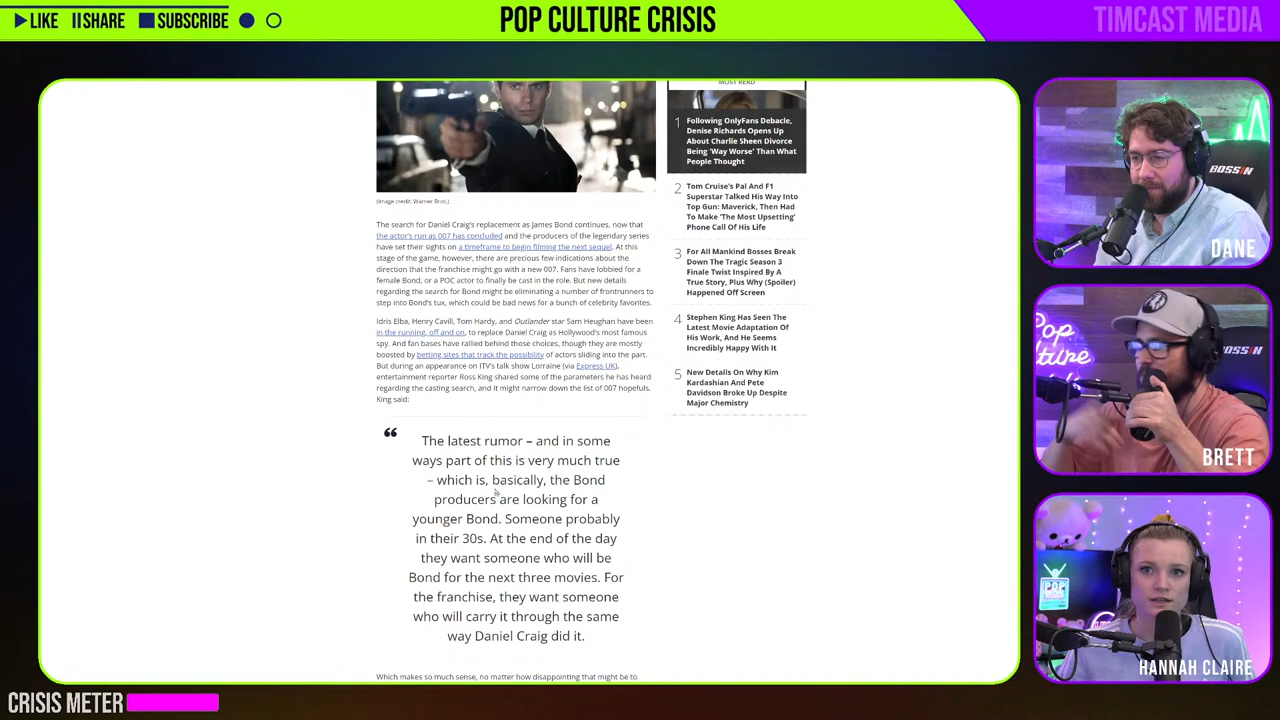 LIKE
SHARE
SUBSCRIBE
POP CULTURE CRISIS
TIMCAST MEDIA
(Image credit: Warner Bros.)
The search for Daniel Craig's replacement as James Bond continues, now that
the actor's run as 007 has concluded and the producers of the legendary series
have set their sights on a timeframe to begin filming the next sequel. At this
stage of the game, however, there are precious few indications about the
direction that the franchise might go with a new 007. Fans have lobbied for a
female Bond, or a POC actor to finally be cast in the role. But new details
regarding the search for Bond might be eliminating a number of frontrunners to
step into Bond's tux, which could be bad news for a bunch of celebrity favorites.
Idris Elba, Henry Cavill, Tom Hardy, and Outlander star Sam Heughan have been
in the running, off and on, to replace Daniel Craig as Hollywood's most famous
spy. And fan bases have rallied behind those choices, though they are mostly
boosted by betting sites that track the possibility of actors sliding into the part.
But during an appearance on ITV's talk show Lorraine (via Express UK),
entertainment reporter Ross King shared some of the parameters he has heard
regarding the casting search, and it might narrow down the list of 007 hopefuls.
King said:
“
The latest rumor – and in some
ways part of this is very much true
– which is, basically, the Bond
producers are looking for a
younger Bond. Someone probably
in their 30s. At the end of the day
they want someone who will be
Bond for the next three movies. For
the franchise, they want someone
who will carry it through the same
way Daniel Craig did it.
Which makes so much sense, no matter how disappointing that might be to
MOST READ
1 Following OnlyFans Debacle,
Denise Richards Opens Up
About Charlie Sheen Divorce
Being 'Way Worse' Than What
People Thought
2 Tom Cruise's Pal And F1
Superstar Talked His Way Into
Top Gun: Maverick, Then Had
To Make 'The Most Upsetting'
Phone Call Of His Life
3 For All Mankind Bosses Break
Down The Tragic Season 3
Finale Twist Inspired By A
True Story, Plus Why (Spoiler)
Happened Off Screen
4 Stephen King Has Seen The
Latest Movie Adaptation Of
His Work, And He Seems
Incredibly Happy With It
5 New Details On Why Kim
Kardashian And Pete
Davidson Broke Up Despite
Major Chemistry
BOSSIN
DANE
Pop
BOSSIN
BRETT
HANNAH CLAIRE
CRISIS METER